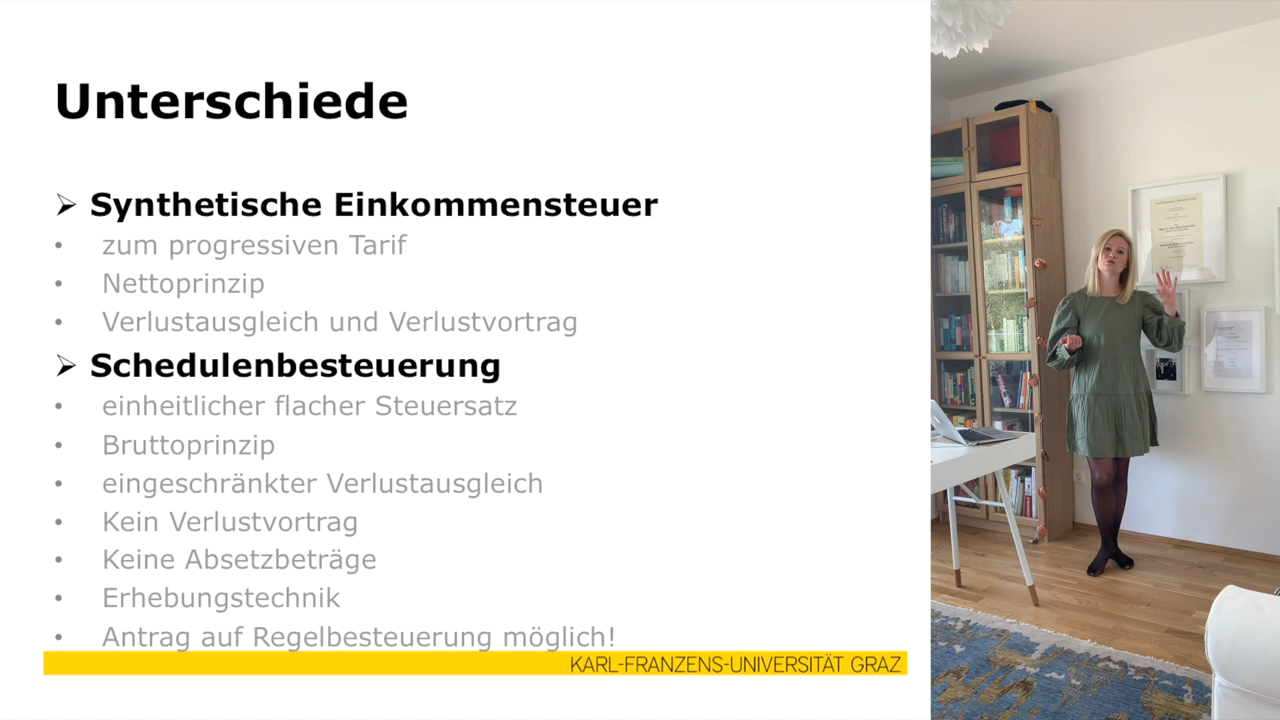 Unterschiede
➢ Synthetische Einkommensteuer
• zum progressiven Tarif
• Nettoprinzip
• Verlustausgleich und Verlustvortrag
➢ Schedulenbesteuerung
• einheitlicher flacher Steuersatz
• Bruttoprinzip
• eingeschränkter Verlustausgleich
• Kein Verlustvortrag
• Keine Absetzbeträge
• Erhebungstechnik
• Antrag auf Regelbesteuerung möglich!
KARL-FRANZENS-UNIVERSITÄT GRAZ